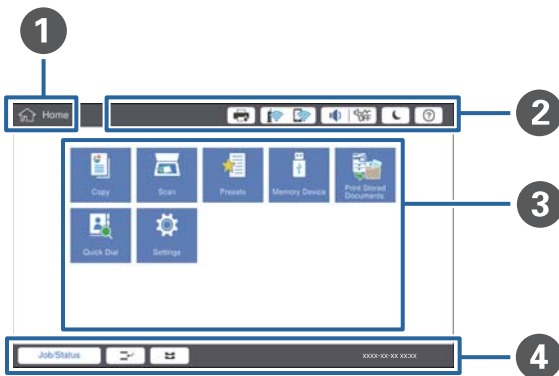 1
2
Home
OFF
Copy
Scan
Presets
Memory Device
Print Stored
Documents
3
Quick Dial
Settings
Job/Status
xxxx-xx-xx xx:xx
4